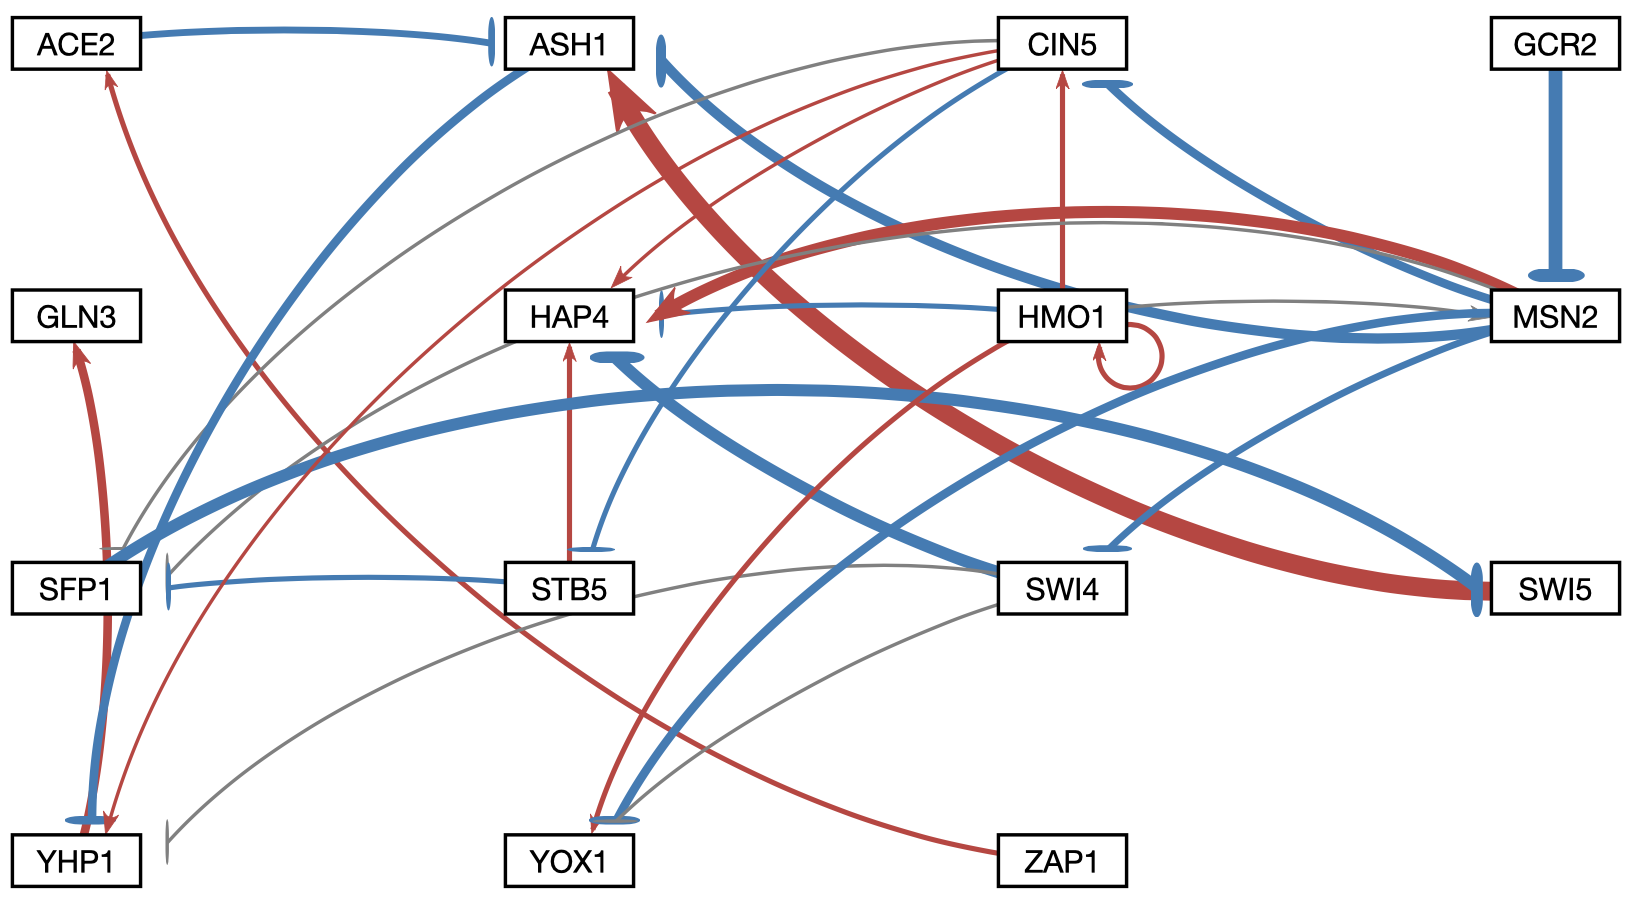 ACE2 ASH1 CIN5 GCR2
GLN3 HAP4 HMO1 MSN2
SFP1 STB5 SWI4 SWI5
YHP1 YOX1 ZAP1